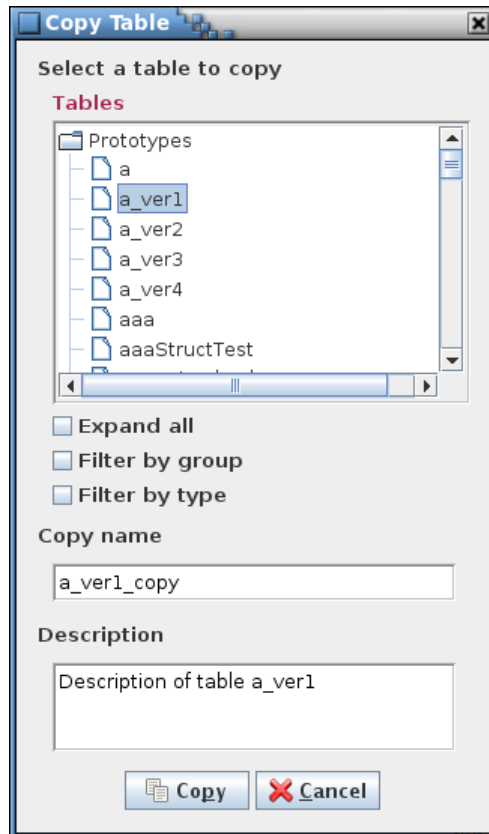 Copy Table
Select a table to copy
Tables
Prototypes
a
a_ver1
a_ver2
a_ver3
a_ver4
aaa
aaaStructTest
Expand all
Filter by group
Filter by type
Copy name
a_ver1_copy
Description
Description of table a_ver1
Copy
Cancel